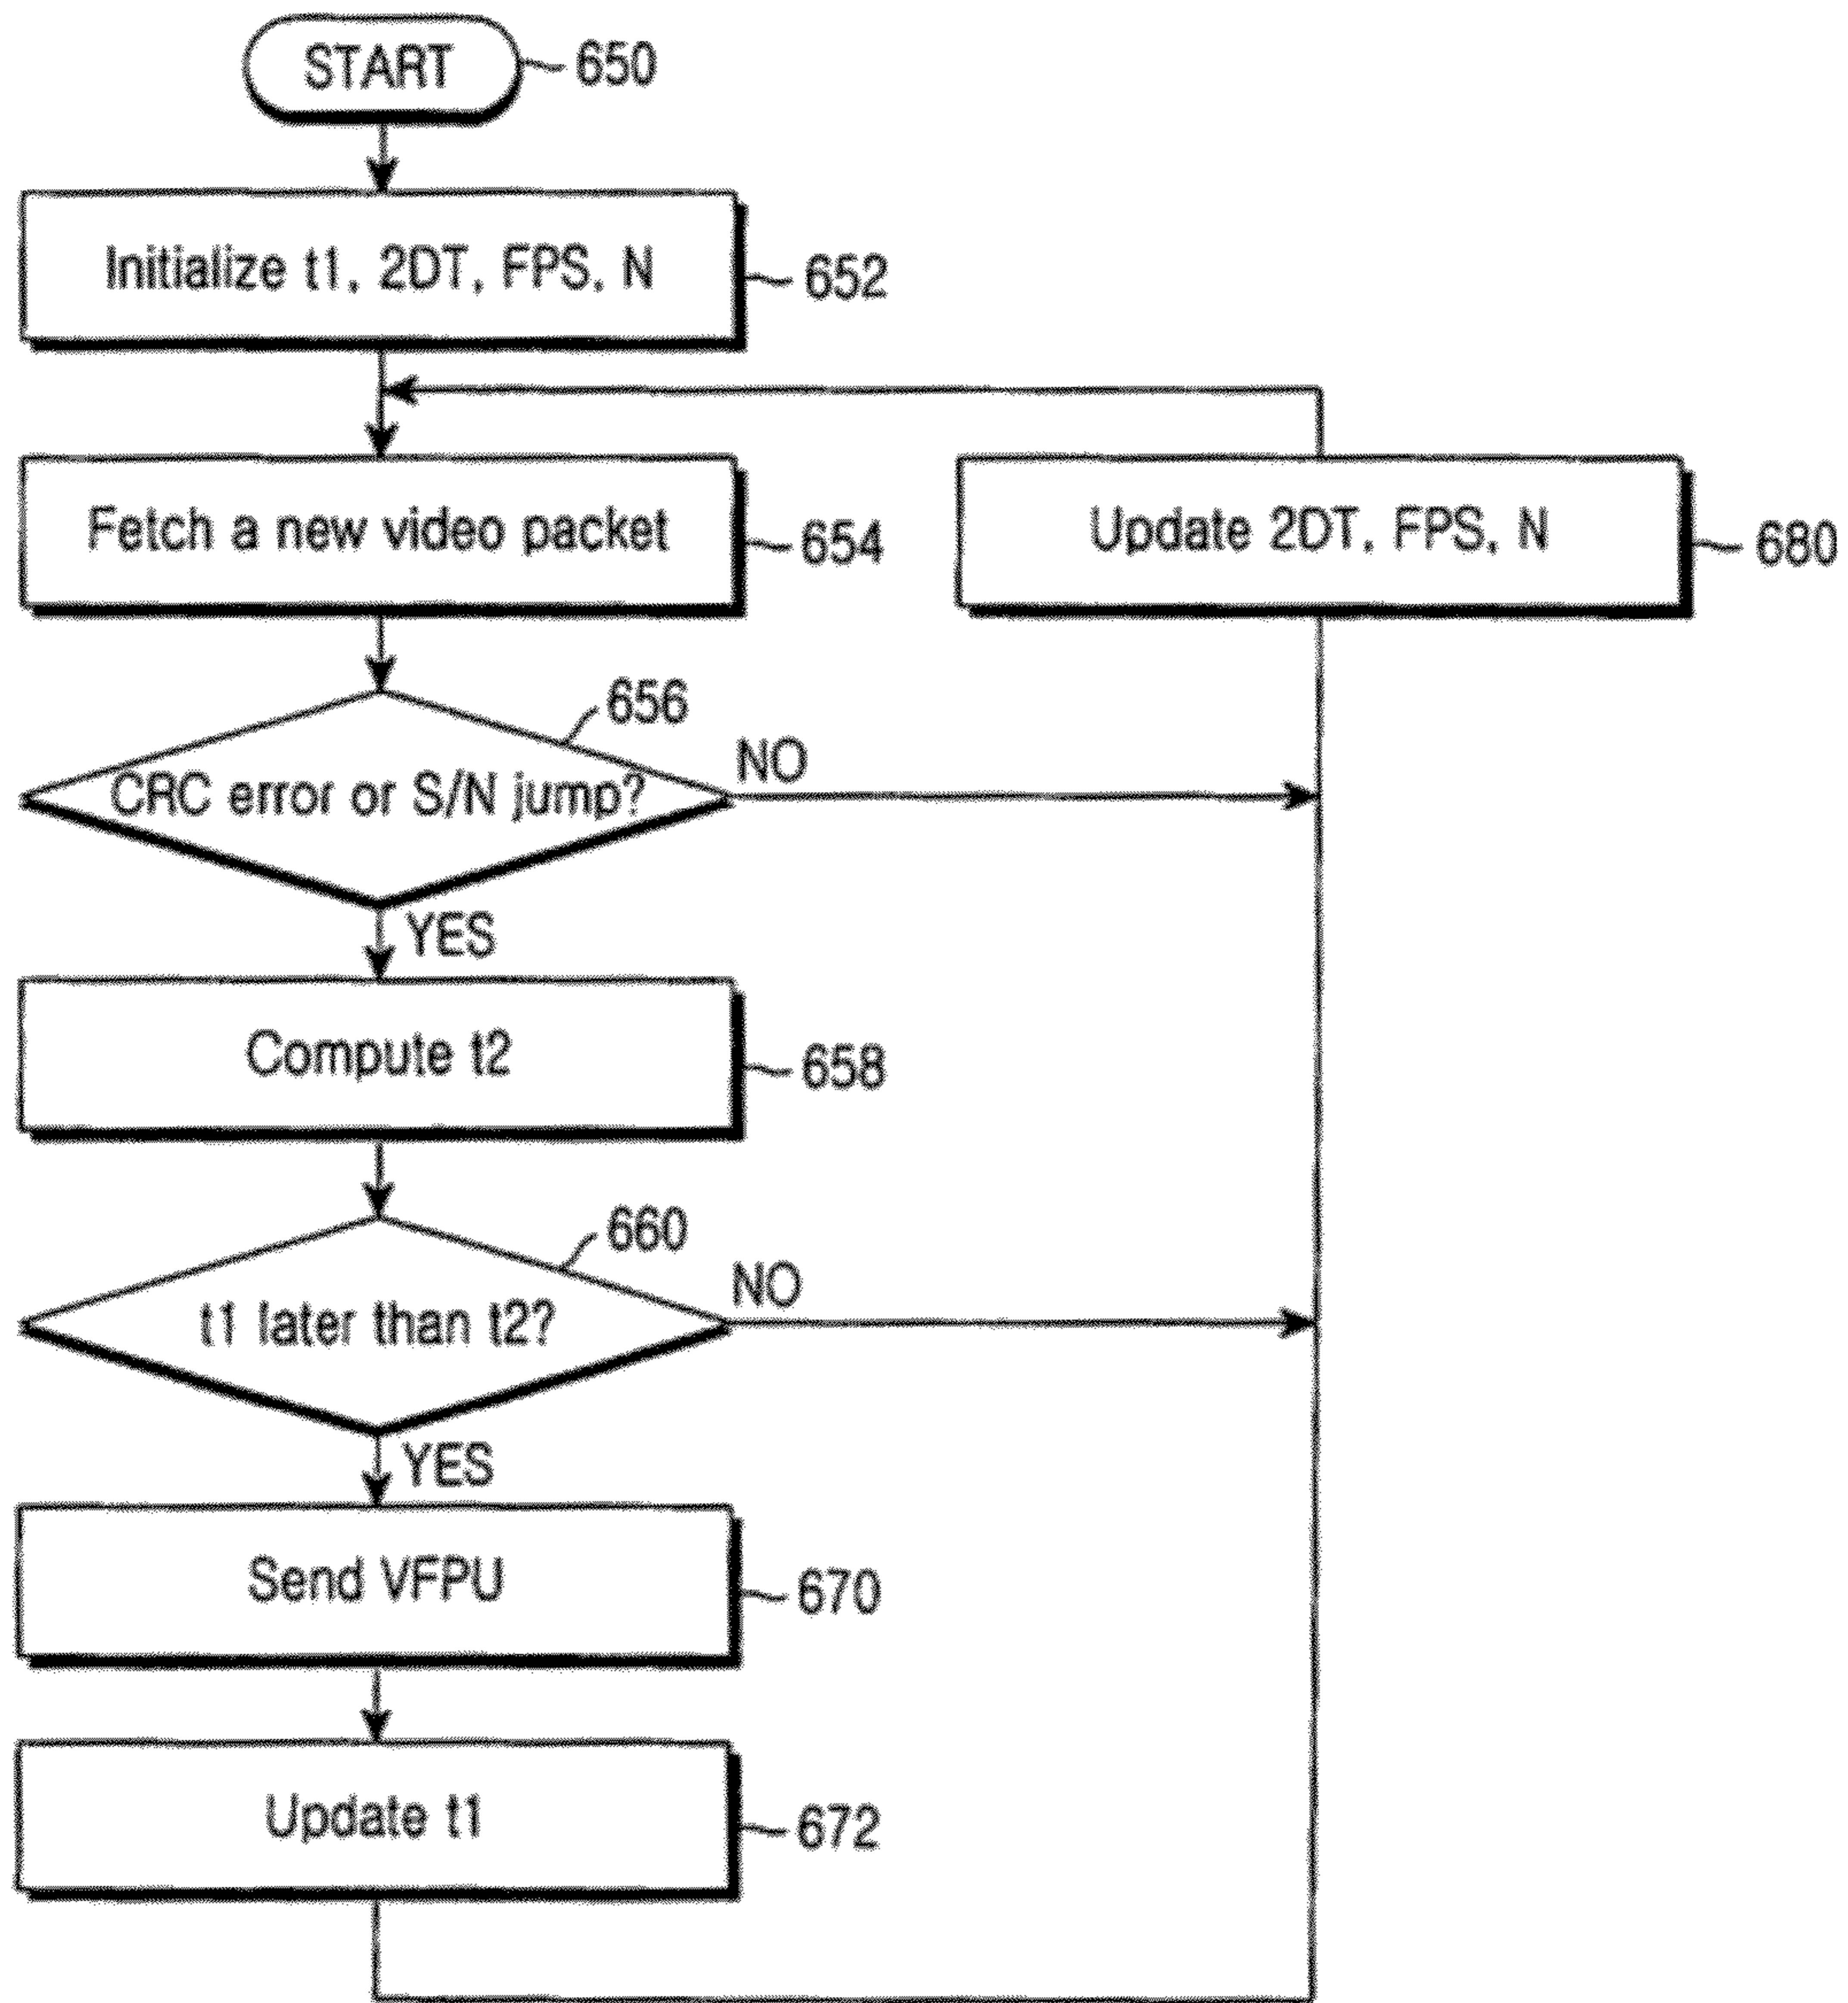 START
650
Initialize t1, 2DT, FPS, N
652
Fetch a new video packet
654
Update 2DT, FPS, N
680
656
CRC error or S/N jump?
NO
YES
Compute t2
658
660
t1 later than t2?
NO
YES
Send VFPU
670
Update t1
672